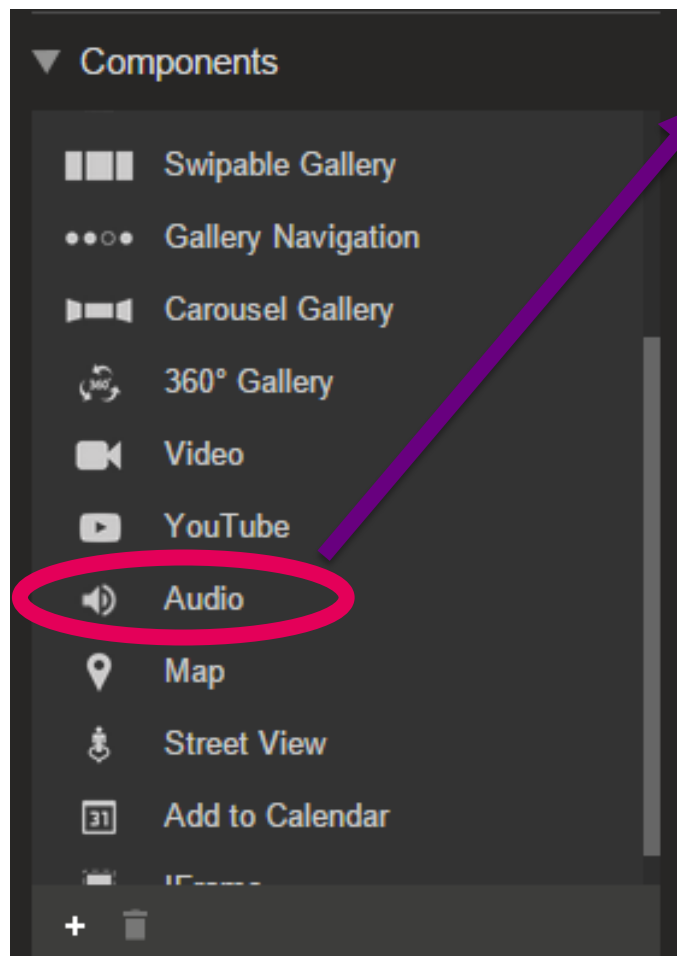 Components
Swipable Gallery
Gallery Navigation
Carousel Gallery
360° Gallery
Video
YouTube
Audio
Map
Street View
31 Add to Calendar